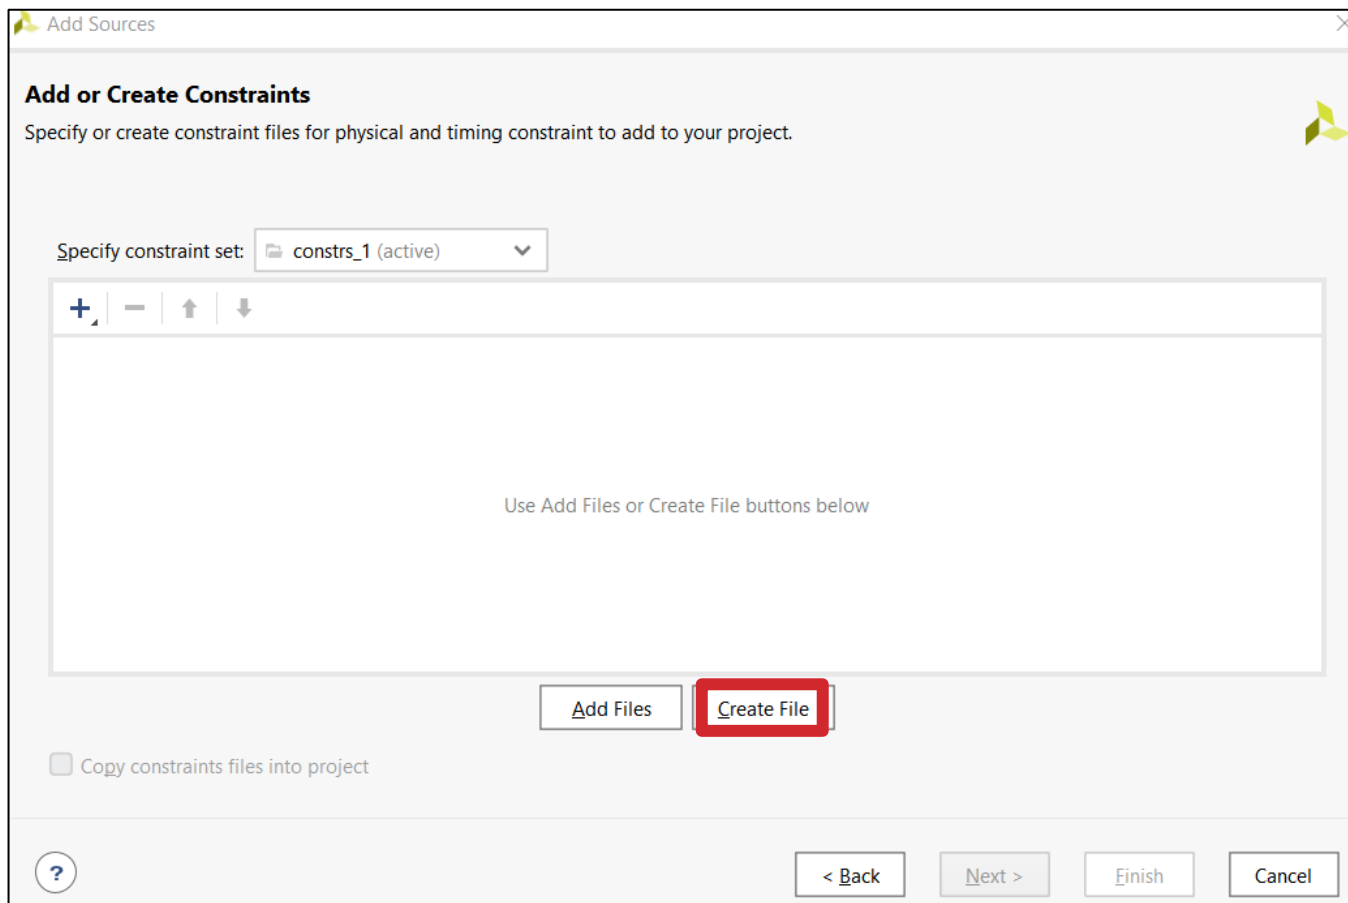 Add Sources
Add or Create Constraints
Specify or create constraint files for physical and timing constraint to add to your project.
Specify constraint set: constrs_1 (active)
Use Add Files or Create File buttons below
Add Files Create File
Copy constraints files into project
? < Back Next > Finish Cancel